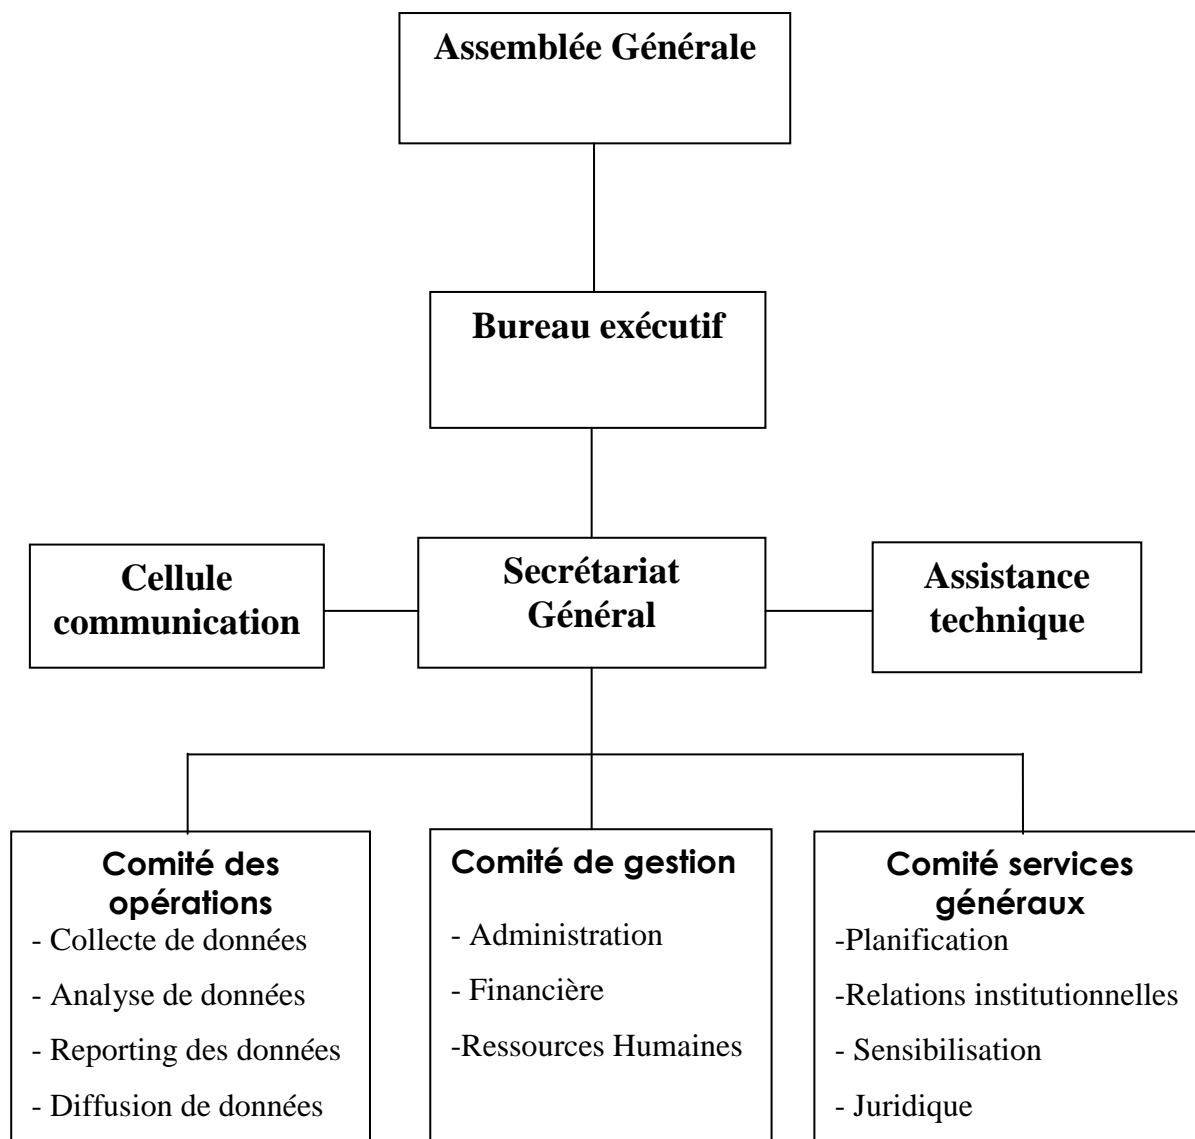 Assemblée Générale
Bureau exécutif
Cellule
communication
Secrétariat
Général
Assistance
technique
Comité des
opérations
- Collecte de données
- Analyse de données
- Reporting des données
- Diffusion de données
Comité de gestion
- Administration
- Financière
-Ressources Humaines
Comité services
généraux
-Planification
-Relations institutionnelles
- Sensibilisation
- Juridique